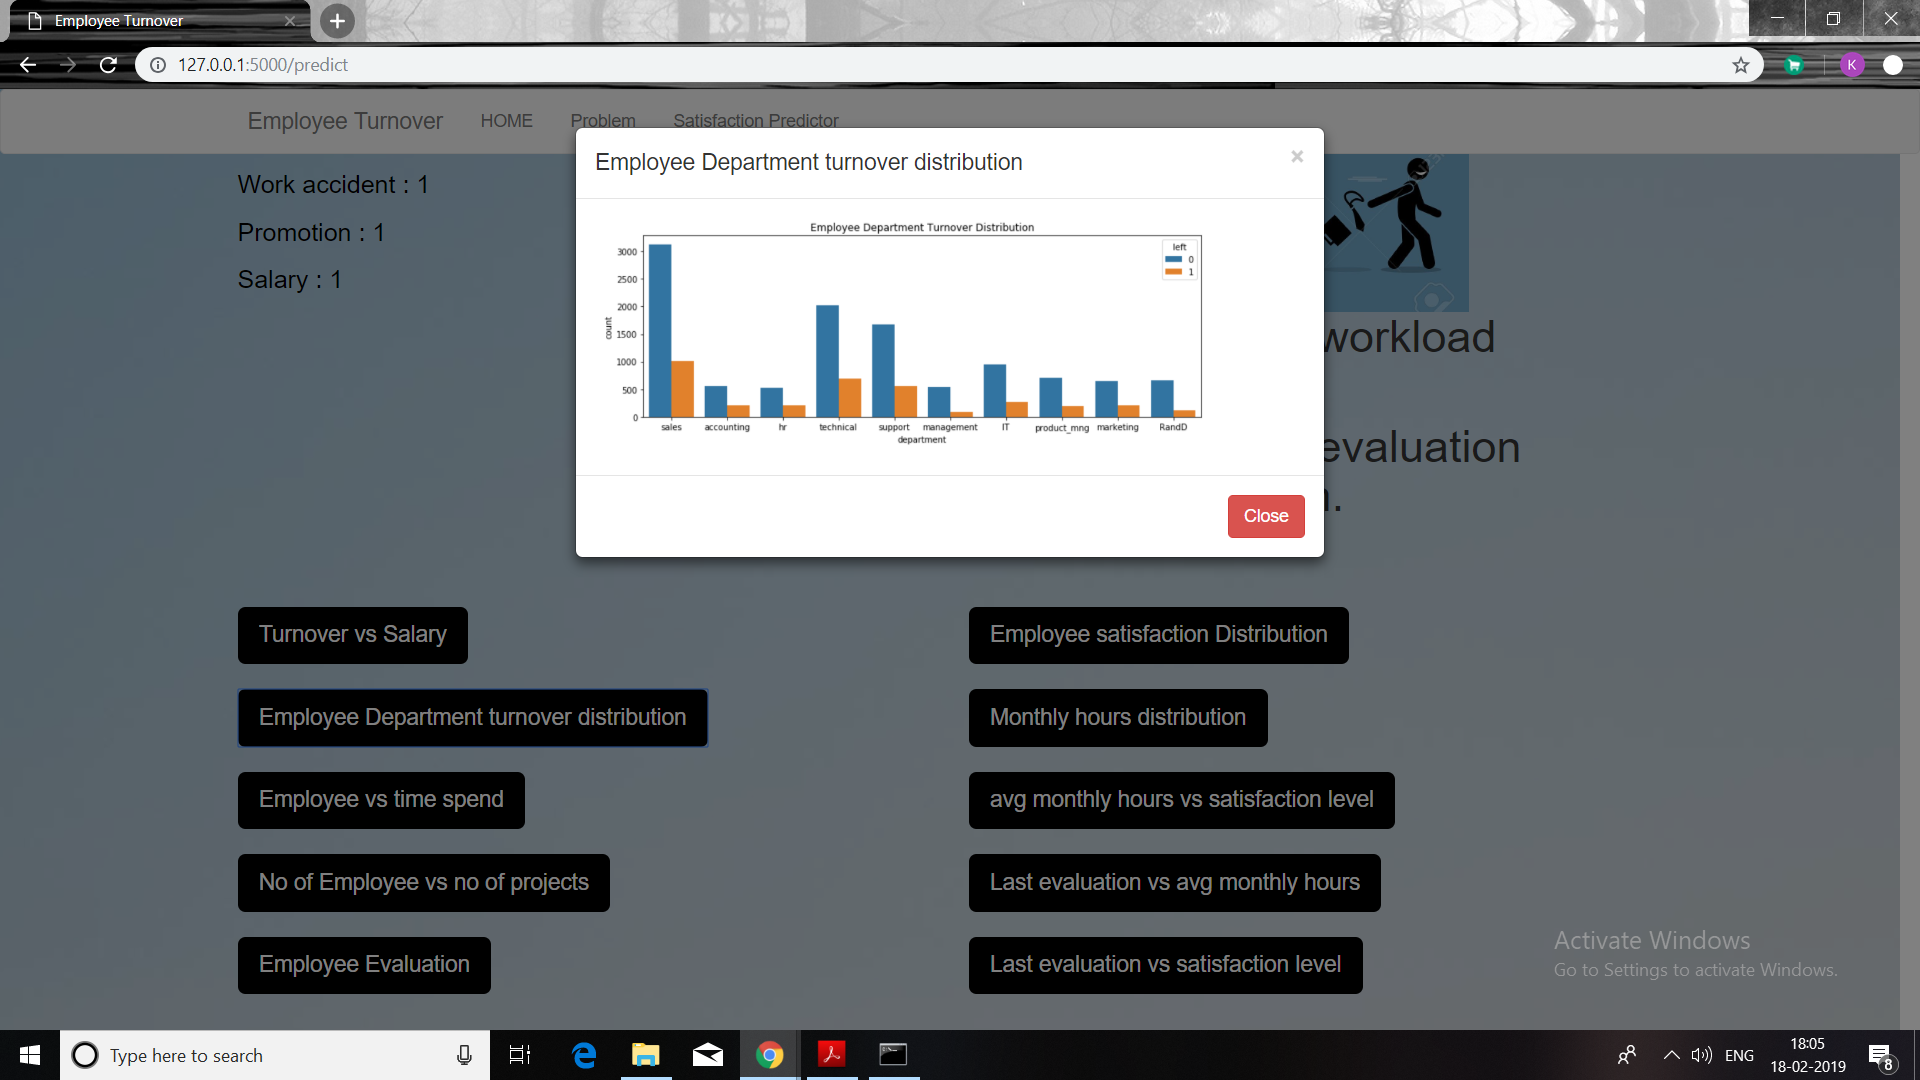 Employee Turnover
127.0.0.1:5000/predict
K
Employee Turnover HOME Problem Satisfaction Predictor
Work accident : 1
Promotion : 1
Salary : 1
workload
evaluation
Employee Department turnover distribution
×
Employee Department Turnover Distribution
left
0
1
count
3000
2500
2000
1500
1000
500
0
sales accounting hr technical support management IT product_mng marketing RandD
department
Close
Turnover vs Salary
Employee satisfaction Distribution
Employee Department turnover distribution
Monthly hours distribution
Employee vs time spend
avg monthly hours vs satisfaction level
No of Employee vs no of projects
Last evaluation vs avg monthly hours
Employee Evaluation
Last evaluation vs satisfaction level
Activate Windows
Go to Settings to activate Windows.
Type here to search
ENG
18:05
18-02-2019
8